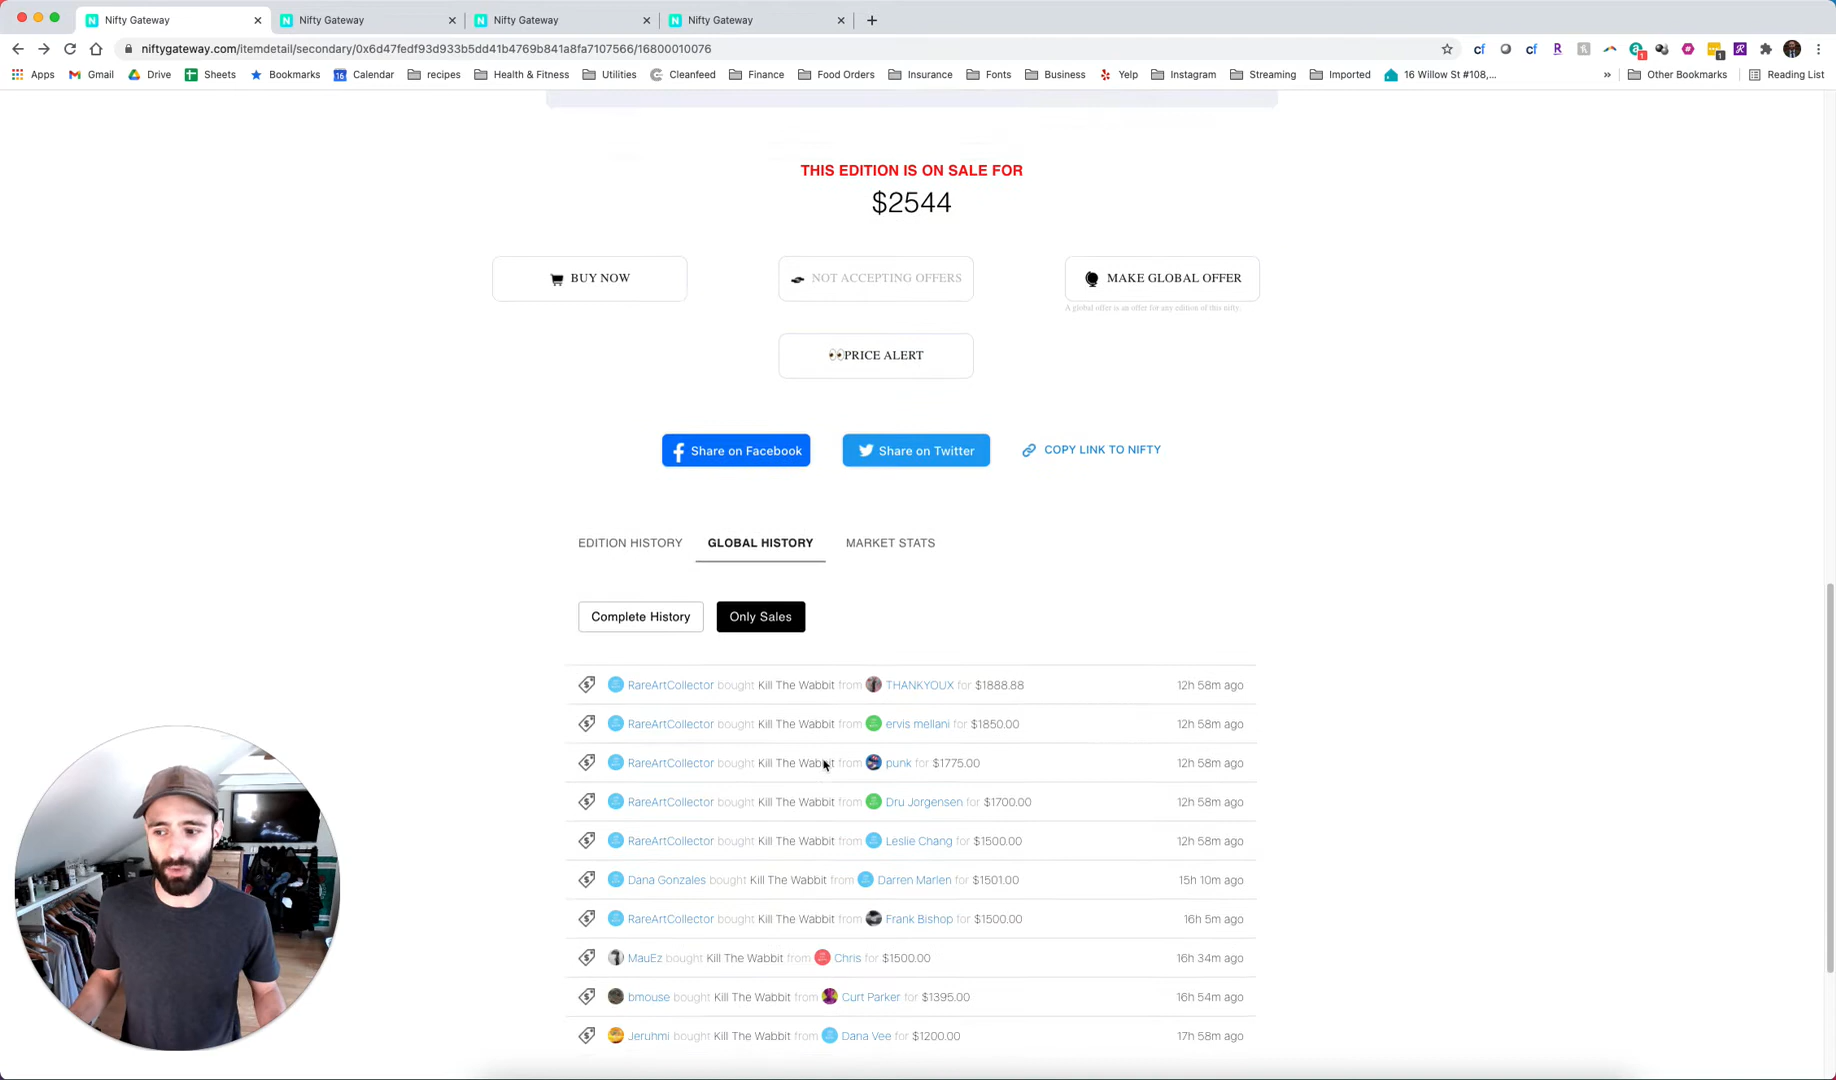 Nifty Gateway
Nifty Gateway
Nifty Gateway
Nifty Gateway
niftygateway.com/itemdetail/secondary/0x6d47fedf93d933b5dd41b4769b841a8fa7107566/16800010076
Apps Gmail Drive Sheets Bookmarks Calendar recipes Health & Fitness Utilities Cleanfeed Finance Food Orders Insurance Fonts Business Yelp Instagram Streaming Imported 16 Willow St #108,... » Other Bookmarks Reading List
THIS EDITION IS ON SALE FOR
$2544
BUY NOW
NOT ACCEPTING OFFERS
MAKE GLOBAL OFFER
A global offer is an offer for any edition of this nifty.
PRICE ALERT
Share on Facebook
Share on Twitter
COPY LINK TO NIFTY
EDITION HISTORY GLOBAL HISTORY MARKET STATS
Complete History Only Sales
RareArtCollector bought Kill The Wabbit from THANKYOUX for $1888.88 12h 58m ago
RareArtCollector bought Kill The Wabbit from ervis mellani for $1850.00 12h 58m ago
RareArtCollector bought Kill The Wabbit from punk for $1775.00 12h 58m ago
RareArtCollector bought Kill The Wabbit from Dru Jorgensen for $1700.00 12h 58m ago
RareArtCollector bought Kill The Wabbit from Leslie Chang for $1500.00 12h 58m ago
Dana Gonzales bought Kill The Wabbit from Darren Marlen for $1501.00 15h 10m ago
RareArtCollector bought Kill The Wabbit from Frank Bishop for $1500.00 16h 5m ago
MauEz bought Kill The Wabbit from Chris for $1500.00 16h 34m ago
bmouse bought Kill The Wabbit from Curt Parker for $1395.00 16h 54m ago
Jeruhmi bought Kill The Wabbit from Dana Vee for $1200.00 17h 58m ago